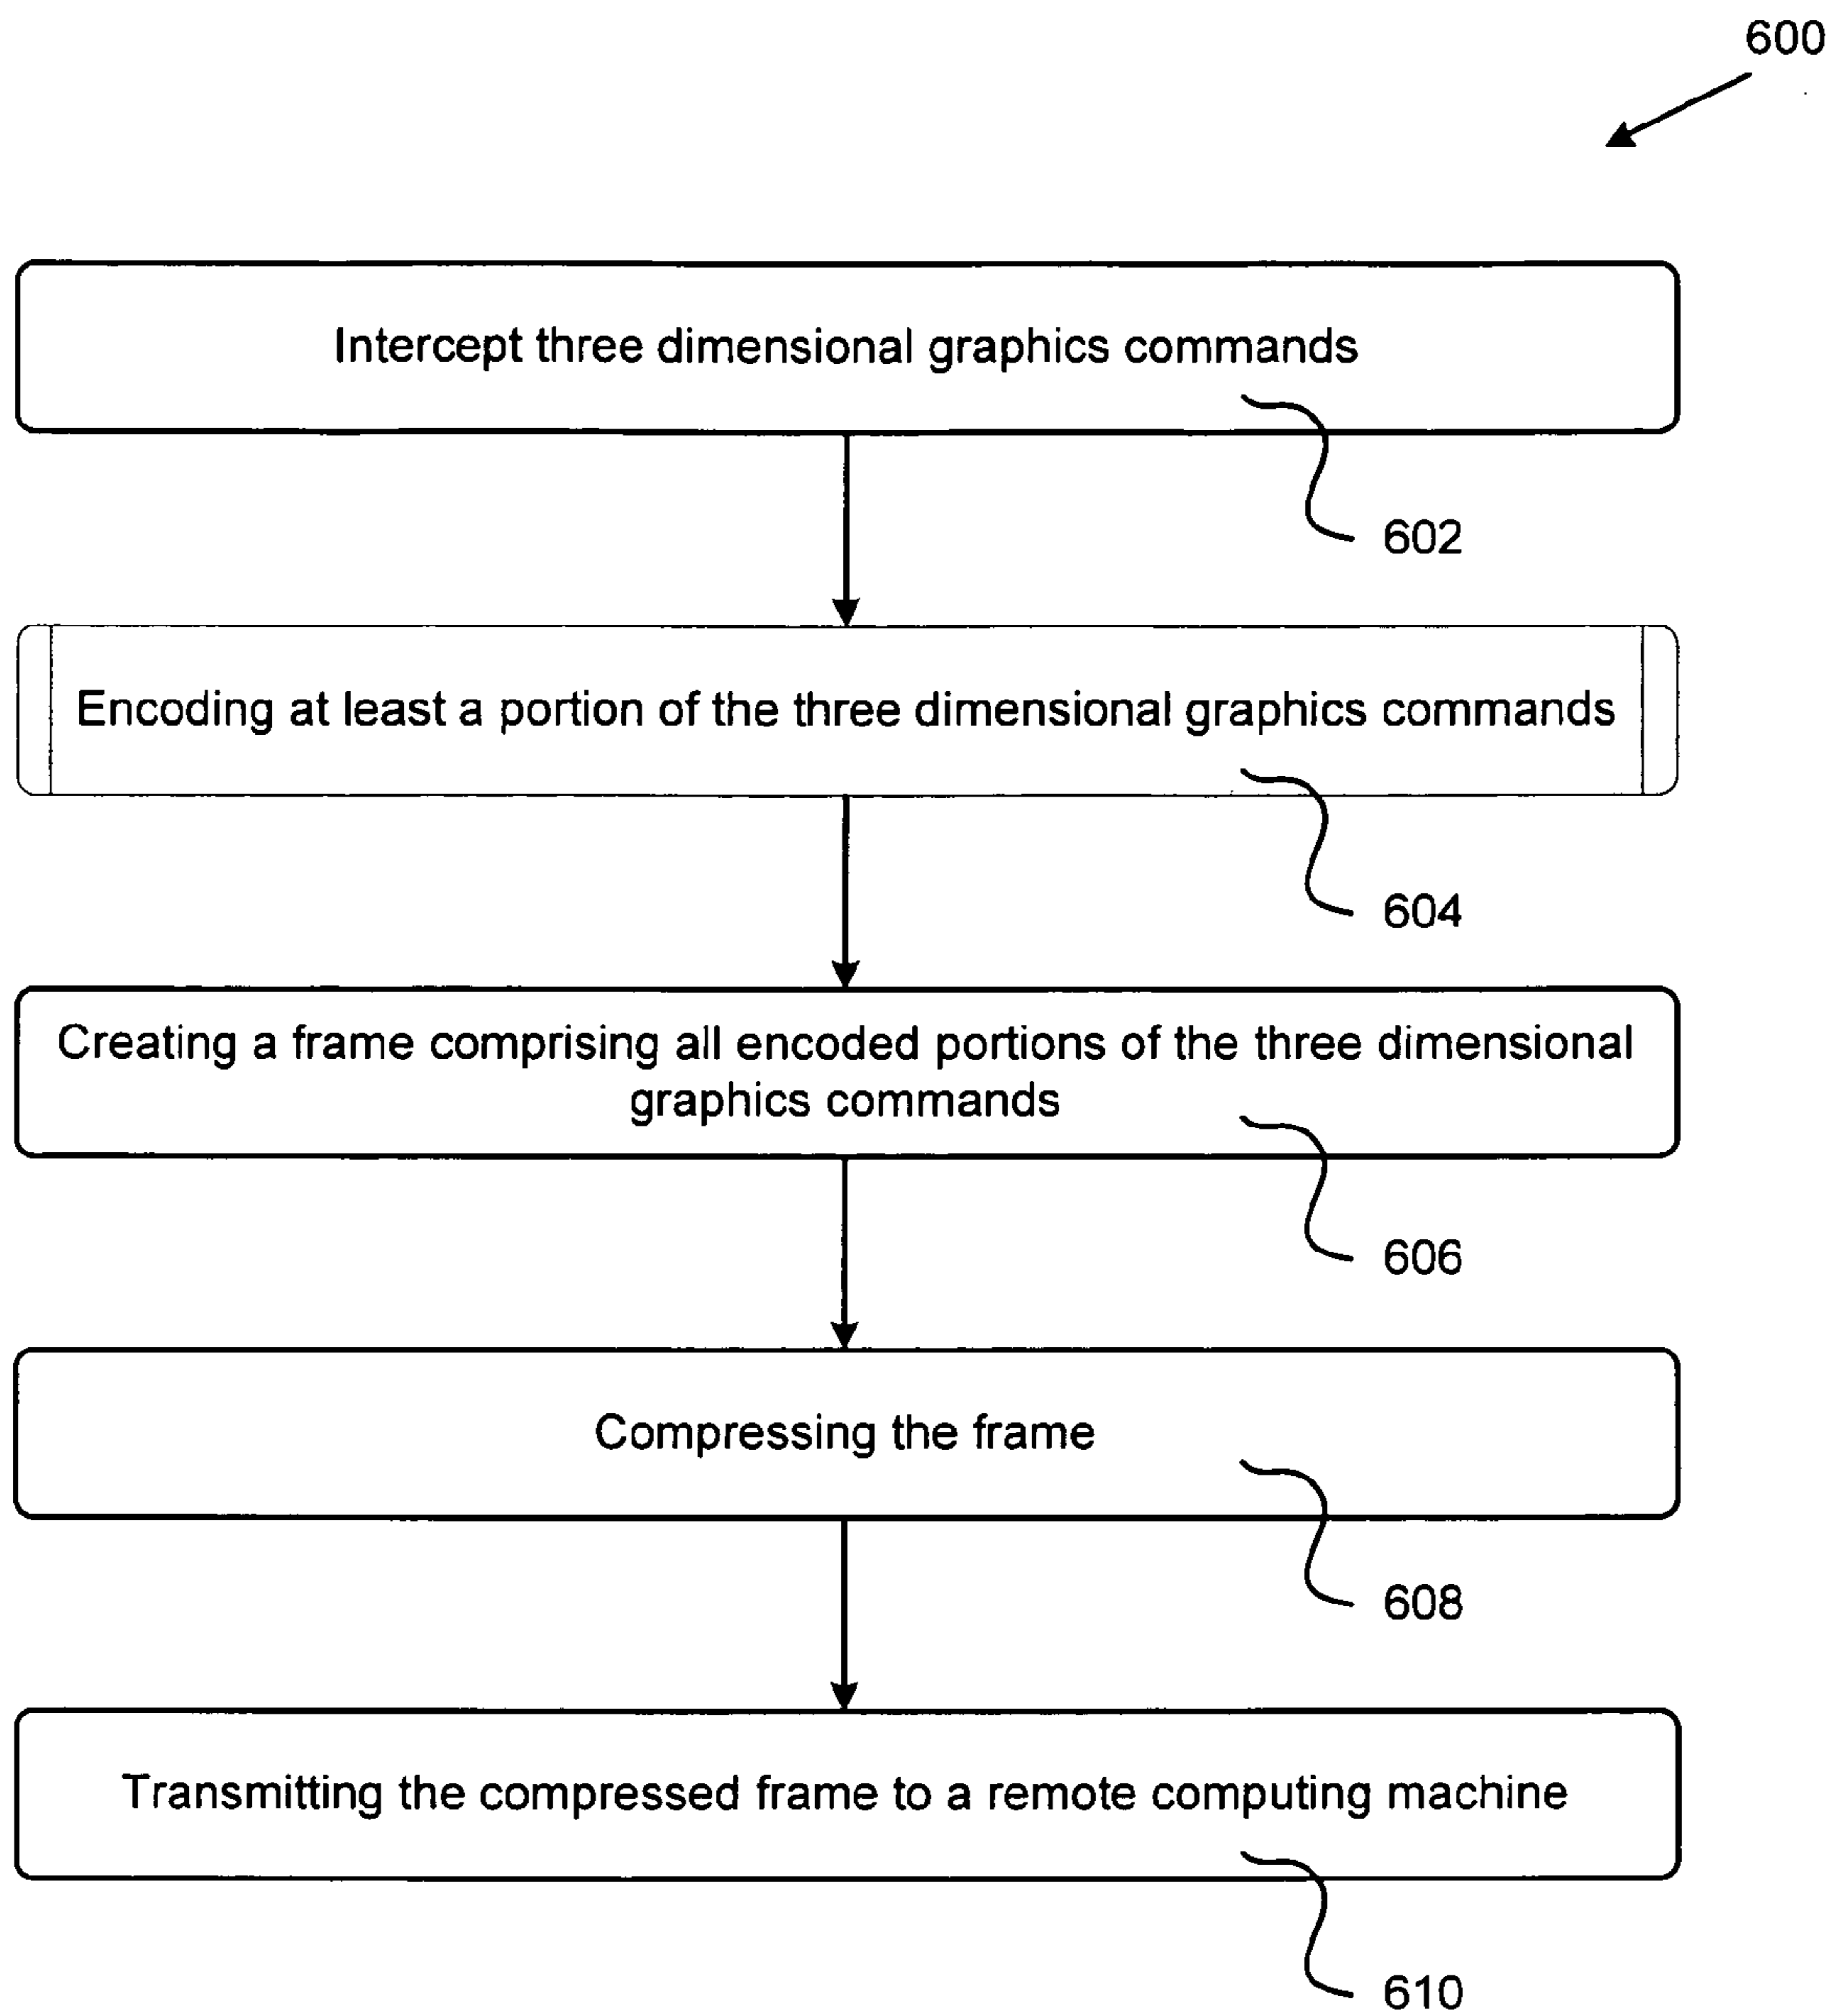 600
Intercept three dimensional graphics commands
602
Encoding at least a portion of the three dimensional graphics commands
604
Creating a frame comprising all encoded portions of the three dimensional
graphics commands
606
Compressing the frame
608
Transmitting the compressed frame to a remote computing machine
610